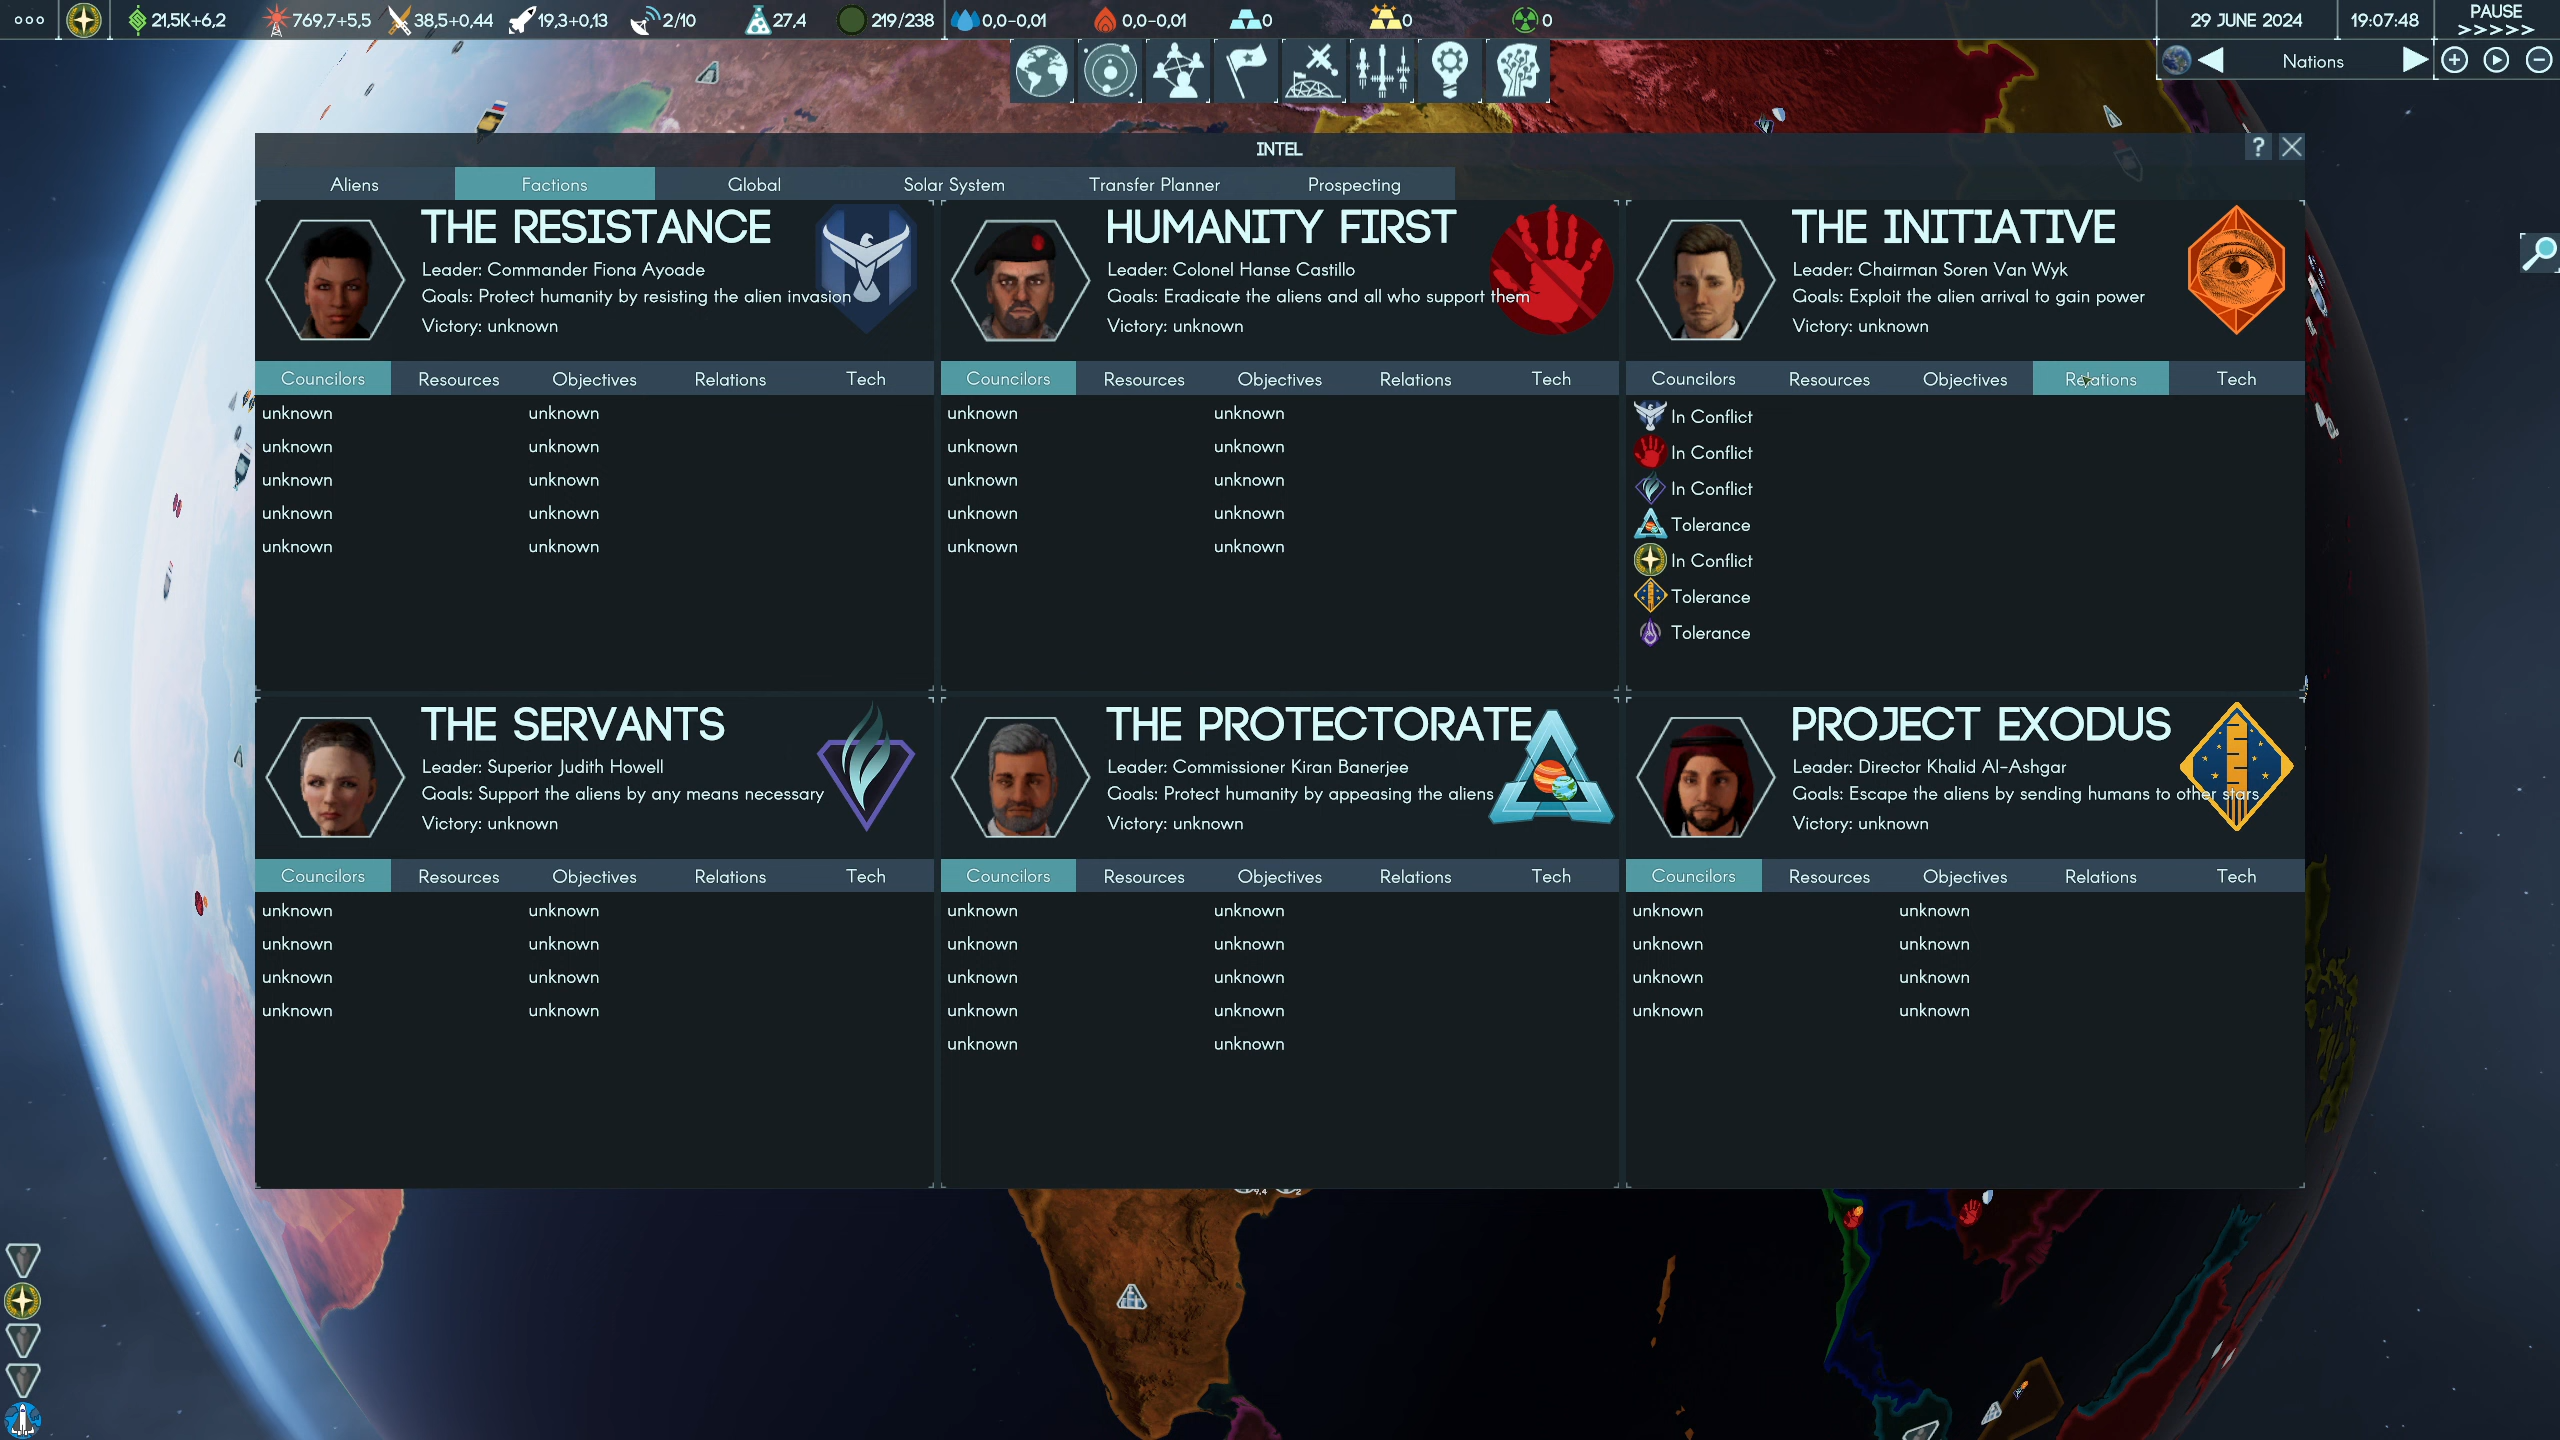 21,5K+6,2 769,7+5,5 38,5+0,44 19,3+0,13 2/10 27,4 219/238 0,0-0,01 0,0-0,01 0 0 0 29 JUNE 2024 19:07:48 PAUSE
>>>>>
Nations
INTEL
?
Aliens Factions Global Solar System Transfer Planner Prospecting
THE RESISTANCE
Leader: Commander Fiona Ayoade
Goals: Protect humanity by resisting the alien invasion
Victory: unknown
Councilors Resources Objectives Relations Tech
unknown unknown
unknown unknown
unknown unknown
unknown unknown
unknown unknown
HUMANITY FIRST
Leader: Colonel Hanse Castillo
Goals: Eradicate the aliens and all who support them
Victory: unknown
Councilors Resources Objectives Relations Tech
unknown unknown
unknown unknown
unknown unknown
unknown unknown
unknown unknown
THE INITIATIVE
Leader: Chairman Soren Van Wyk
Goals: Exploit the alien arrival to gain power
Victory: unknown
Councilors Resources Objectives Relations Tech
In Conflict
In Conflict
In Conflict
Tolerance
In Conflict
Tolerance
Tolerance
THE SERVANTS
Leader: Superior Judith Howell
Goals: Support the aliens by any means necessary
Victory: unknown
Councilors Resources Objectives Relations Tech
unknown unknown
unknown unknown
unknown unknown
unknown unknown
THE PROTECTORATE
Leader: Commissioner Kiran Banerjee
Goals: Protect humanity by appeasing the aliens
Victory: unknown
Councilors Resources Objectives Relations Tech
unknown unknown
unknown unknown
unknown unknown
unknown unknown
unknown unknown
PROJECT EXODUS
Leader: Director Khalid Al-Ashgar
Goals: Escape the aliens by sending humans to other stars
Victory: unknown
Councilors Resources Objectives Relations Tech
unknown unknown
unknown unknown
unknown unknown
unknown unknown